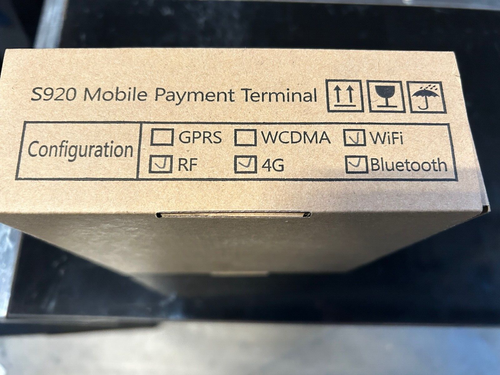 S920 Mobile Payment Terminal
Configuration
GPRS WCDMA WiFi
RF 4G Bluetooth